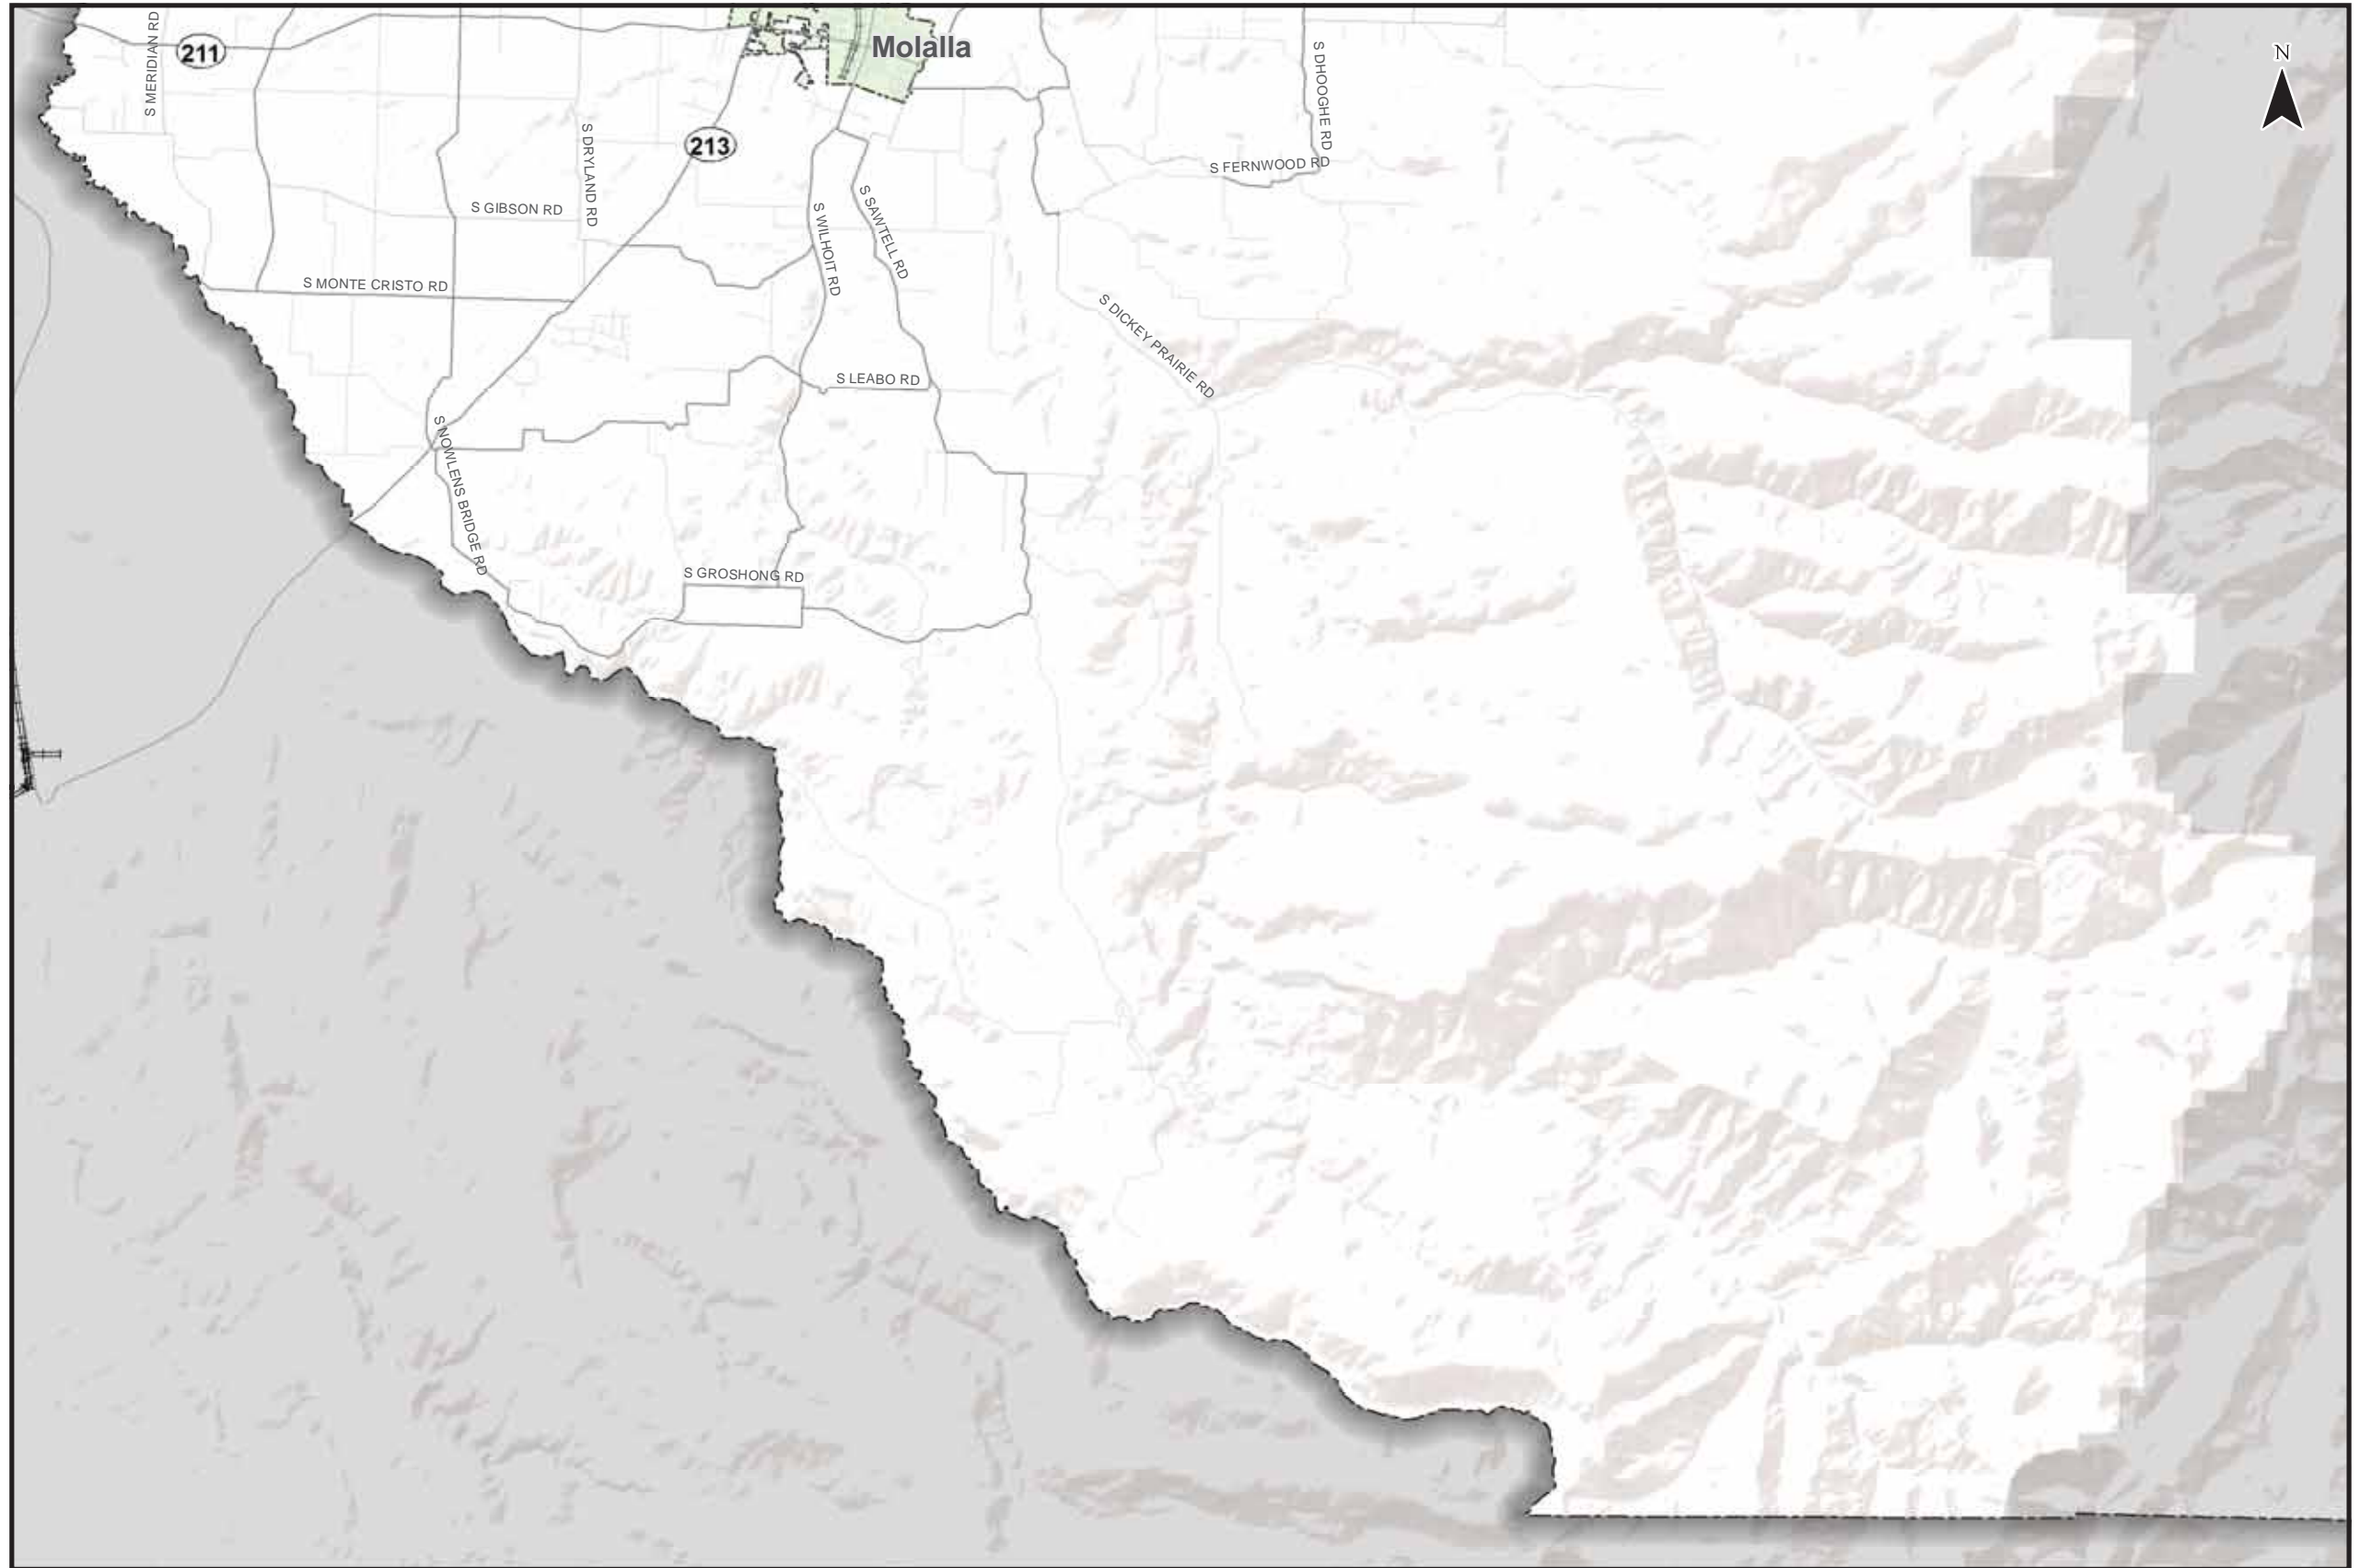 S MERIDIAN RD
211
Molalla
N
S DHOOGHE RD
213
S DRYLAND RD
S FERNWOOD RD
S GIBSON RD
S WILHOIT RD
S SAWTELL RD
S MONTE CRISTO RD
S DICKEY PRAIRIE RD
S LEABO RD
S NOWLENS BRIDGE RD
S GROSHONG RD